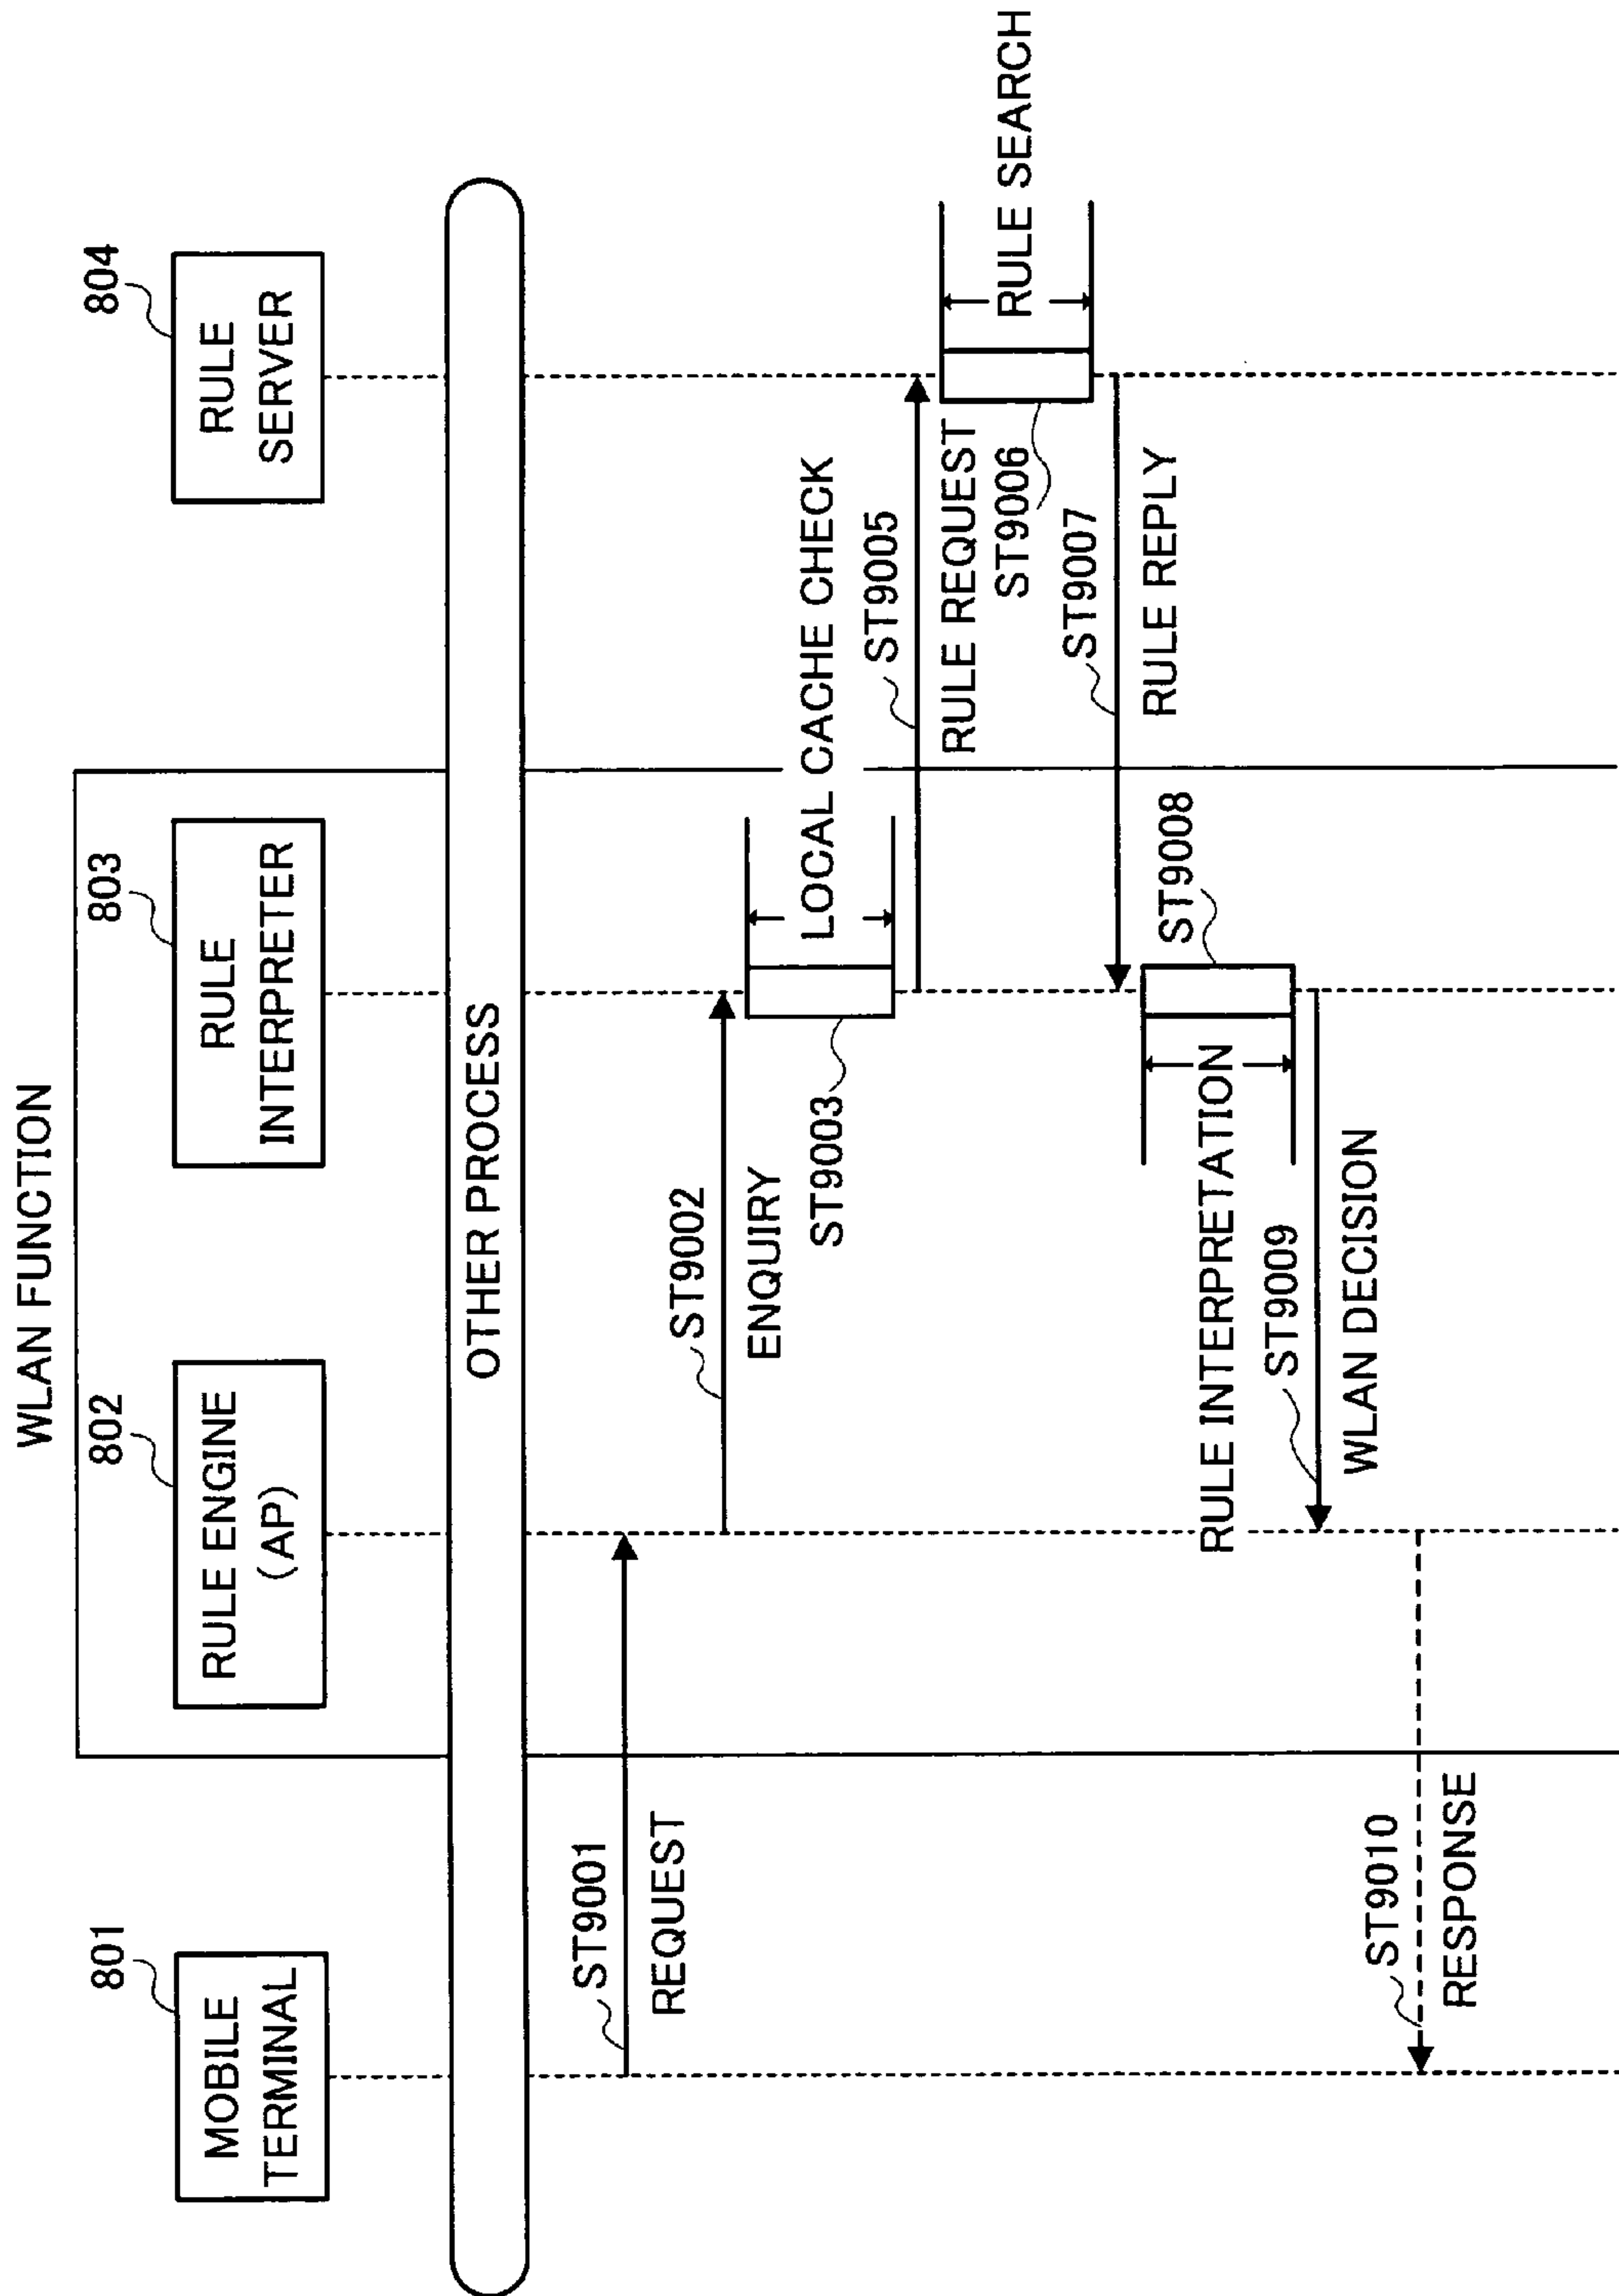 WLAN FUNCTION
801
802
803
804
MOBILE
TERMINAL
RULE ENGINE
(AP)
RULE
INTERPRETER
RULE
SERVER
OTHER PROCESS
ST9001
REQUEST
ST9002
ENQUIRY
ST9003
LOCAL CACHE CHECK
ST9005
RULE REQUEST
ST9006
RULE SEARCH
ST9007
RULE REPLY
ST9008
RULE INTERPRETATION
ST9009
WLAN DECISION
ST9010
RESPONSE